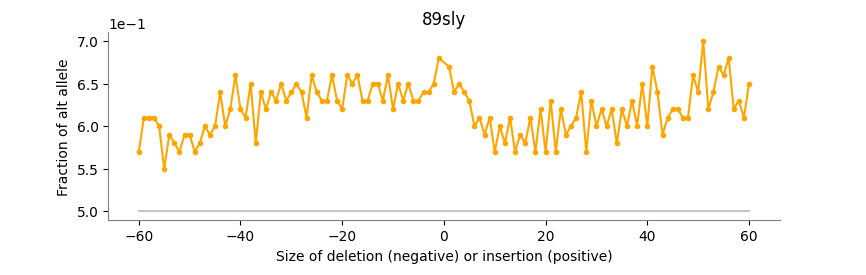 89sly
1e−1
7.0
6.5
6.0
5.5
5.0
Fraction of alt allele
−60 −40 −20 0 20 40 60
Size of deletion (negative) or insertion (positive)